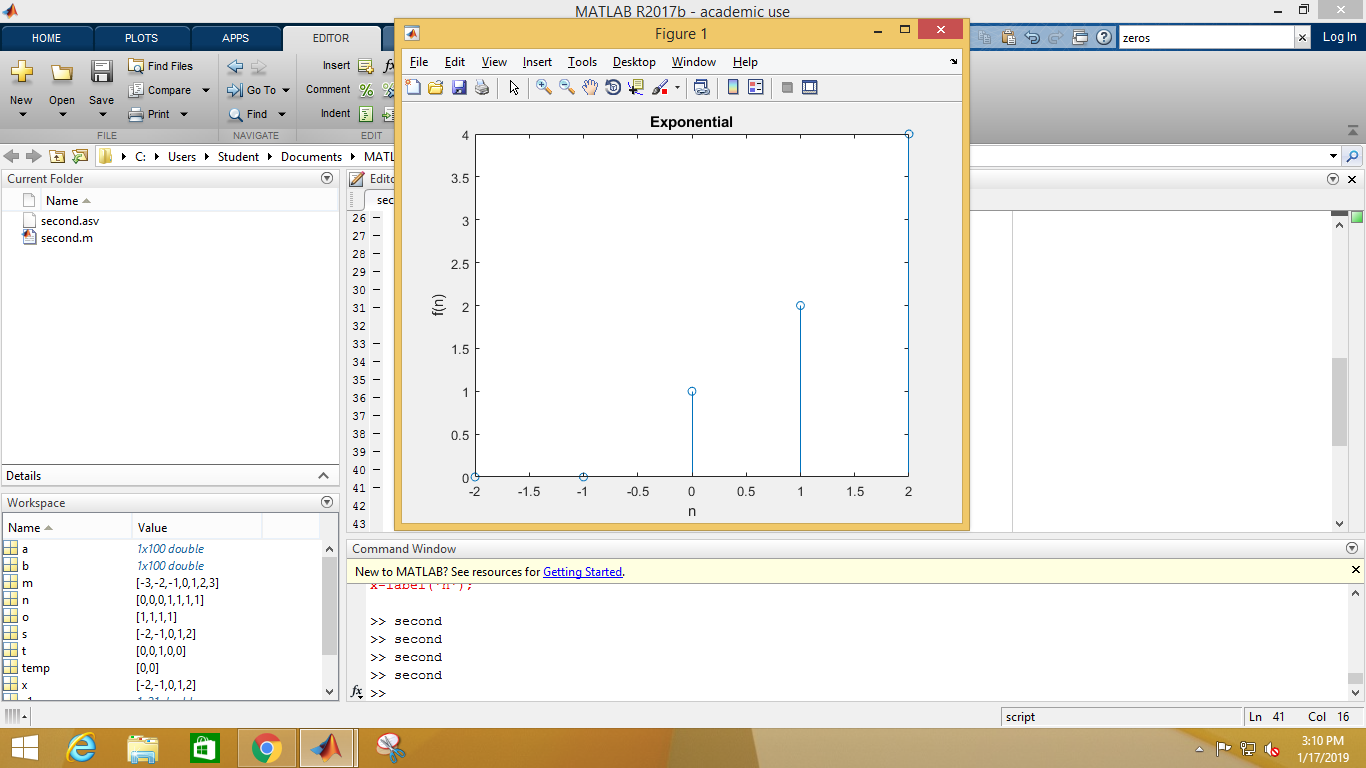 MATLAB R2017b - academic use
HOME PLOTS APPS EDITOR
zeros
Log In
New Open Save
Find Files
Compare
Print
FILE
Go To
Find
NAVIGATE
Insert
Comment
Indent
EDIT
C: Users Student Documents MATL
Current Folder
Name
second.asv
second.m
Details
Workspace
Name Value
a 1x100 double
b 1x100 double
m [-3,-2,-1,0,1,2,3]
n [0,0,0,1,1,1,1]
o [1,1,1,1]
s [-2,-1,0,1,2]
t [0,0,1,0,0]
temp [0,0]
x [-2,-1,0,1,2]
Edito
sec
26
27
28
29
30
31
32
33
34
35
36
37
38
39
40
41
42
43
Figure 1
File Edit View Insert Tools Desktop Window Help
Exponential
4
3.5
3
2.5
2
1.5
1
0.5
0
f(n)
-2 -1.5 -1 -0.5 0 0.5 1 1.5 2
n
Command Window
New to MATLAB? See resources for Getting Started.
x=label('n');
>> second
>> second
>> second
>> second
fx >>
script
Ln 41 Col 16
3:10 PM
1/17/2019